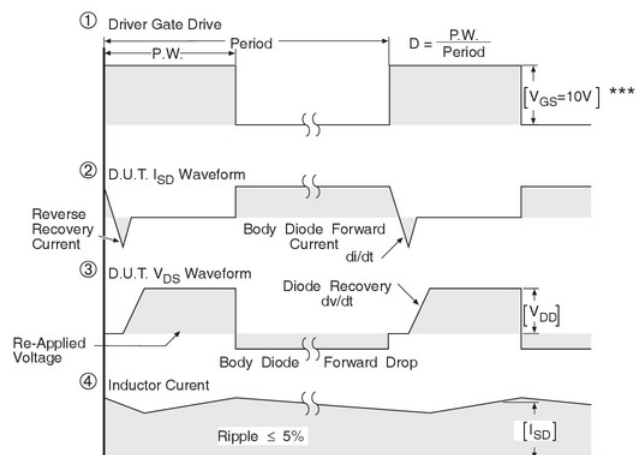 ① Driver Gate Drive
P.W.
Period
D = P.W.
Period
[VGS=10V] ***
② D.U.T. ISD Waveform
Reverse
Recovery
Current
Body Diode Forward
Current
di/dt
③ D.U.T. VDS Waveform
Diode Recovery
dv/dt
[VDD]
Re-Applied
Voltage
Body Diode Forward Drop
④ Inductor Curent
Ripple ≤ 5%
[ISD]